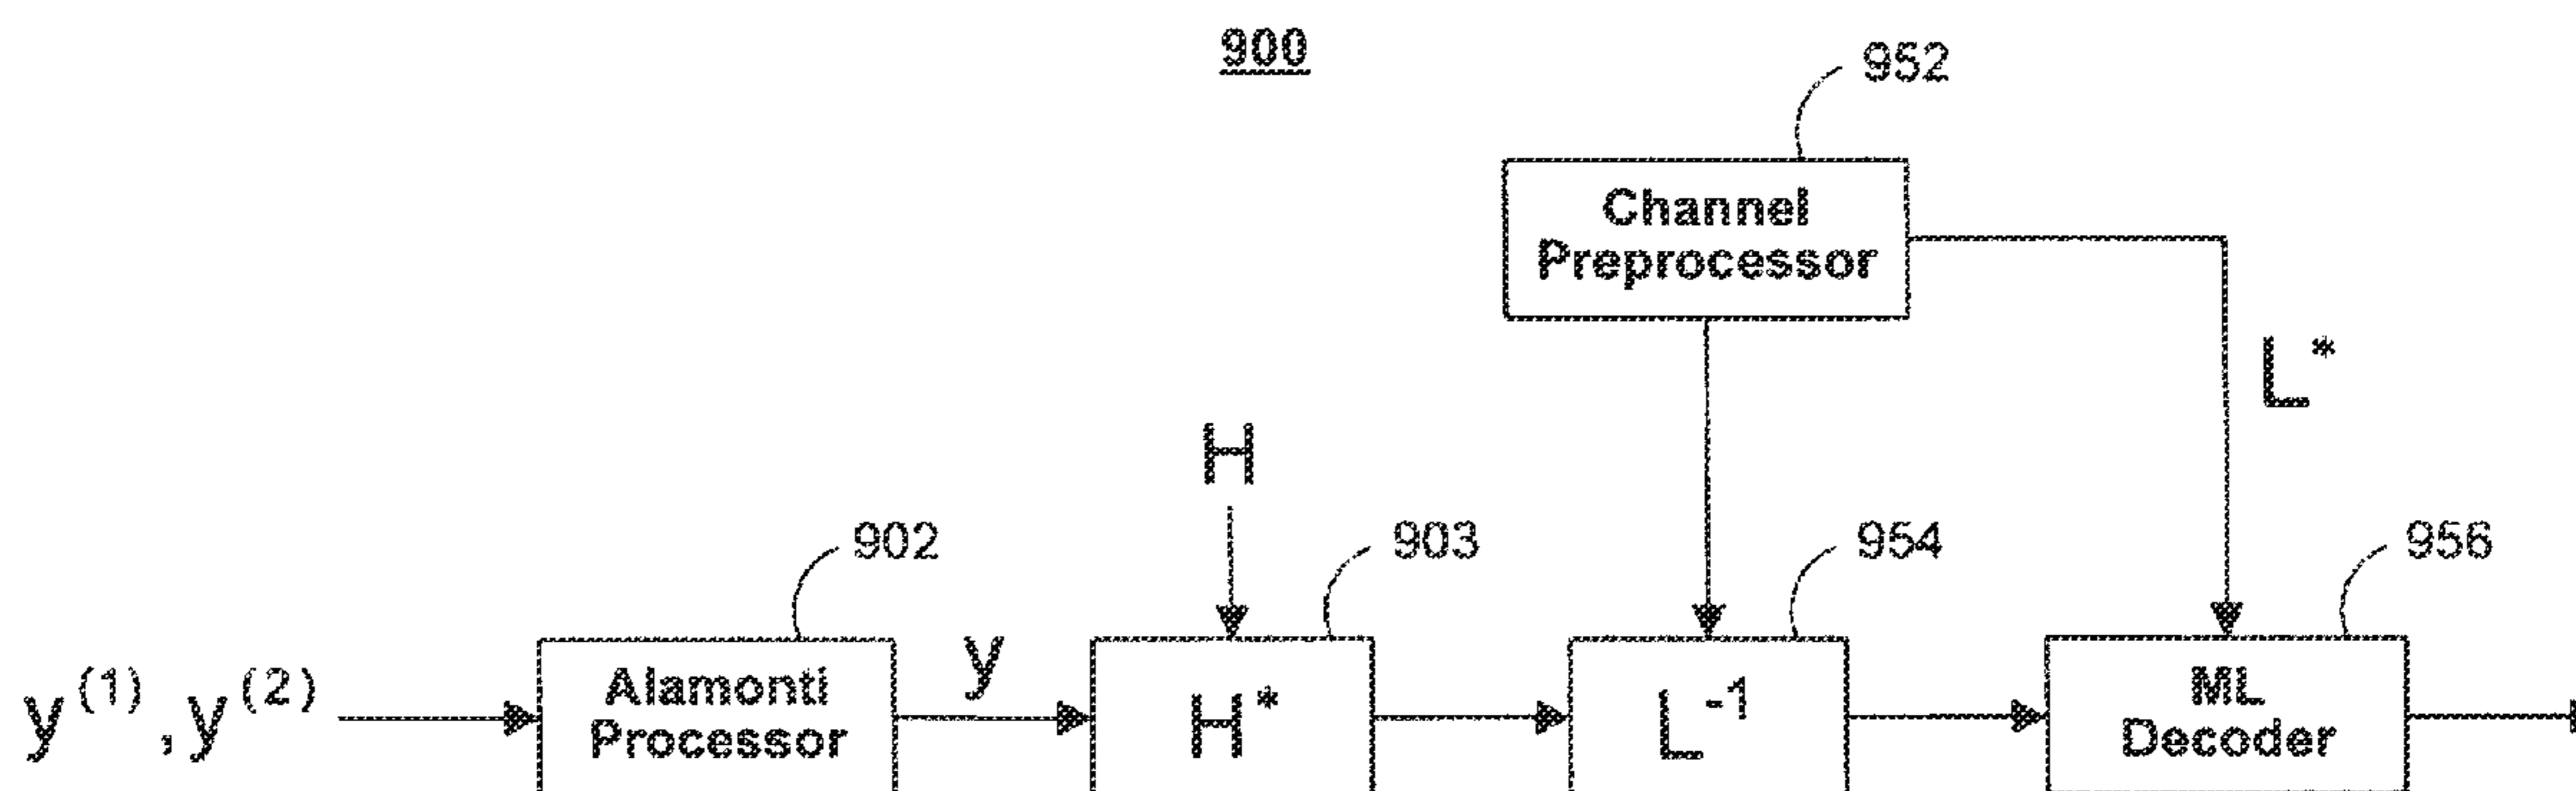 900
952
Channel
Preprocessor
L*
H
902
903
954
956
y(1),y(2)
Alamonti
Processor
y
H*
L-1
ML
Decoder